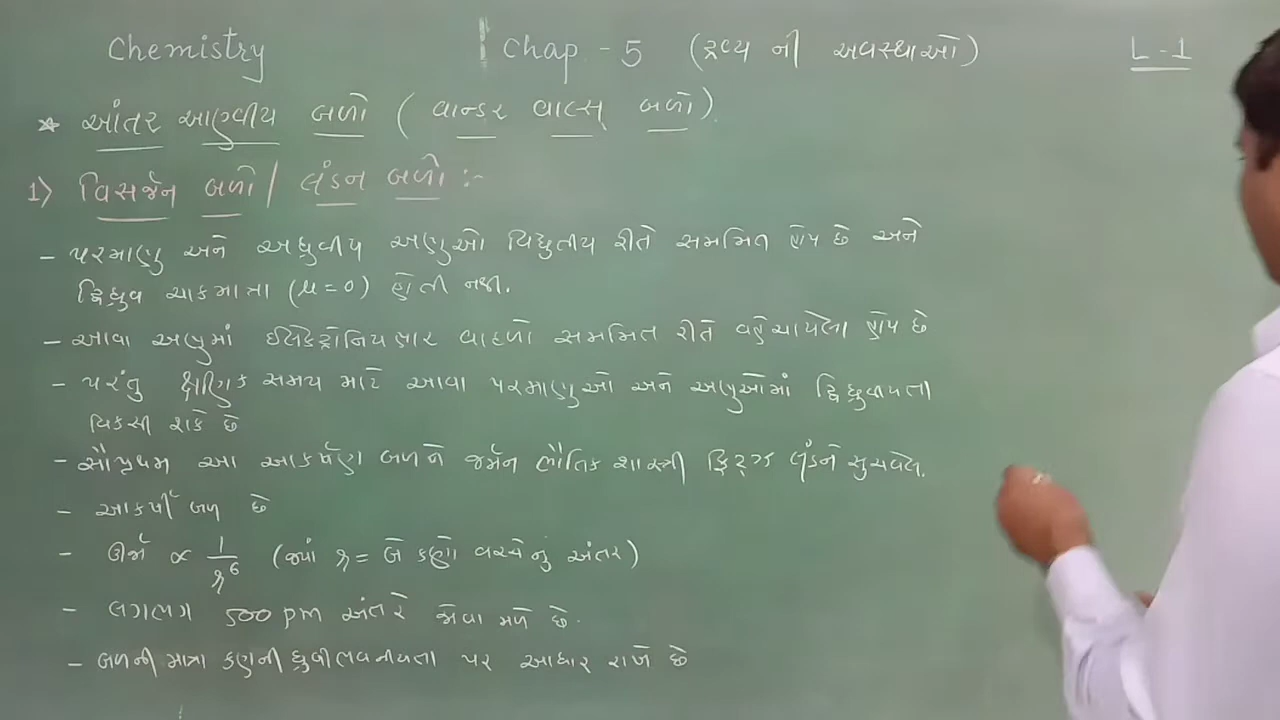 Chemistry Chap - 5 (દ્રવ્ય ની અવસ્થાઓ) L - 1
* આંતર આણ્વીય બળો (વાન્ડર વાલ્સ બળો).
1) વિસર્જન બળો / લંડન બળો :-
- પરમાણુ અને અધ્રુવીય અણુઓ વિદ્યુતીય રીતે સમમિત હોય છે અને
દ્વિધ્રુવ ચાકમાત્રા (μ = 0) હોતી નથી.
- આવા અણુમાં ઈલેક્ટ્રોનિય ભાર વાદળો સમમિત રીતે વહેંચાયેલા હોય છે
- પરંતુ ક્ષણિક સમય માટે આવા પરમાણુઓ અને અણુઓમાં દ્વિધ્રુવીયતા
વિકસી શકે છે
- સૌપ્રથમ આ આકર્ષણ બળને જર્મન ભૌતિક શાસ્ત્રી ફ્રિટ્ઝ લંડને સુચવેલ.
- આકર્ષી બળ છે
- ઊર્જા ∝ 1/r⁶ (જ્યાં r = બે કણો વચ્ચેનું અંતર)
- લગભગ 500 pm અંતરે જોવા મળે છે.
- બળની માત્રા કણની ધ્રુવીભવનીયતા પર આધાર રાખે છે